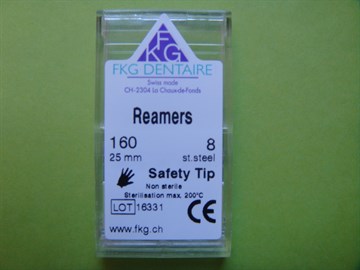 FKG
FKG DENTAIRE
Swiss made
CH-2304 La Chaux-de-Fonds
Reamers
160 8
25 mm st. steel
Safety Tip
Non sterile
Sterilisation max. 200°C
LOT 16331 CE
www.fkg.ch